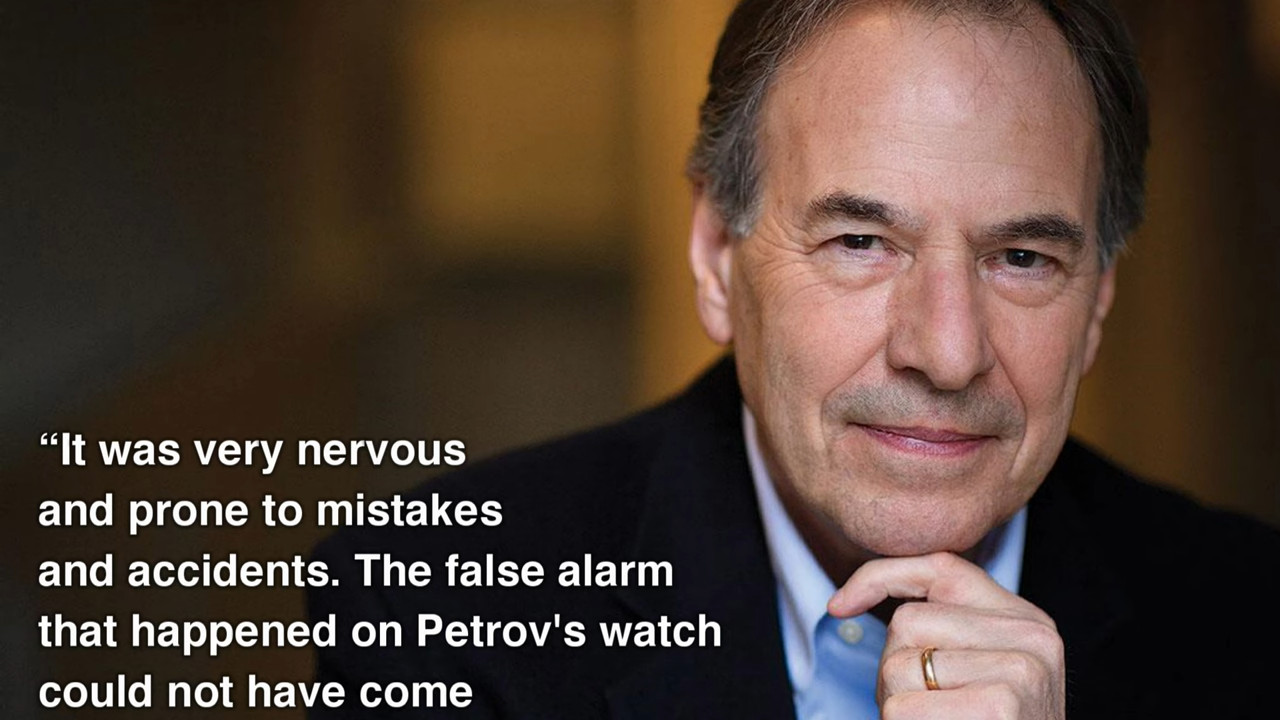 “It was very nervous
and prone to mistakes
and accidents. The false alarm
that happened on Petrov's watch
could not have come